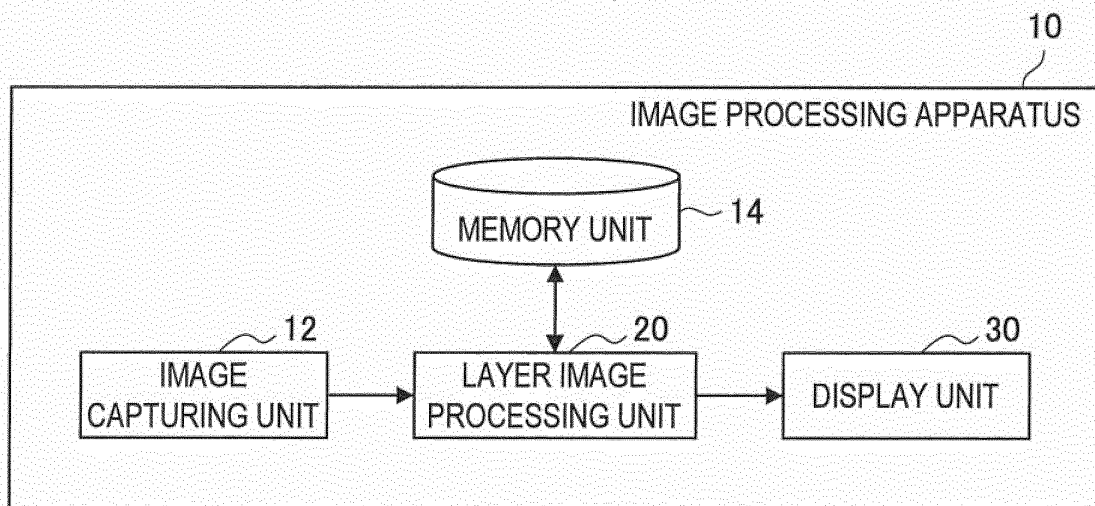 10
IMAGE PROCESSING APPARATUS
MEMORY UNIT
14
12
20
30
IMAGE
CAPTURING UNIT
LAYER IMAGE
PROCESSING UNIT
DISPLAY UNIT